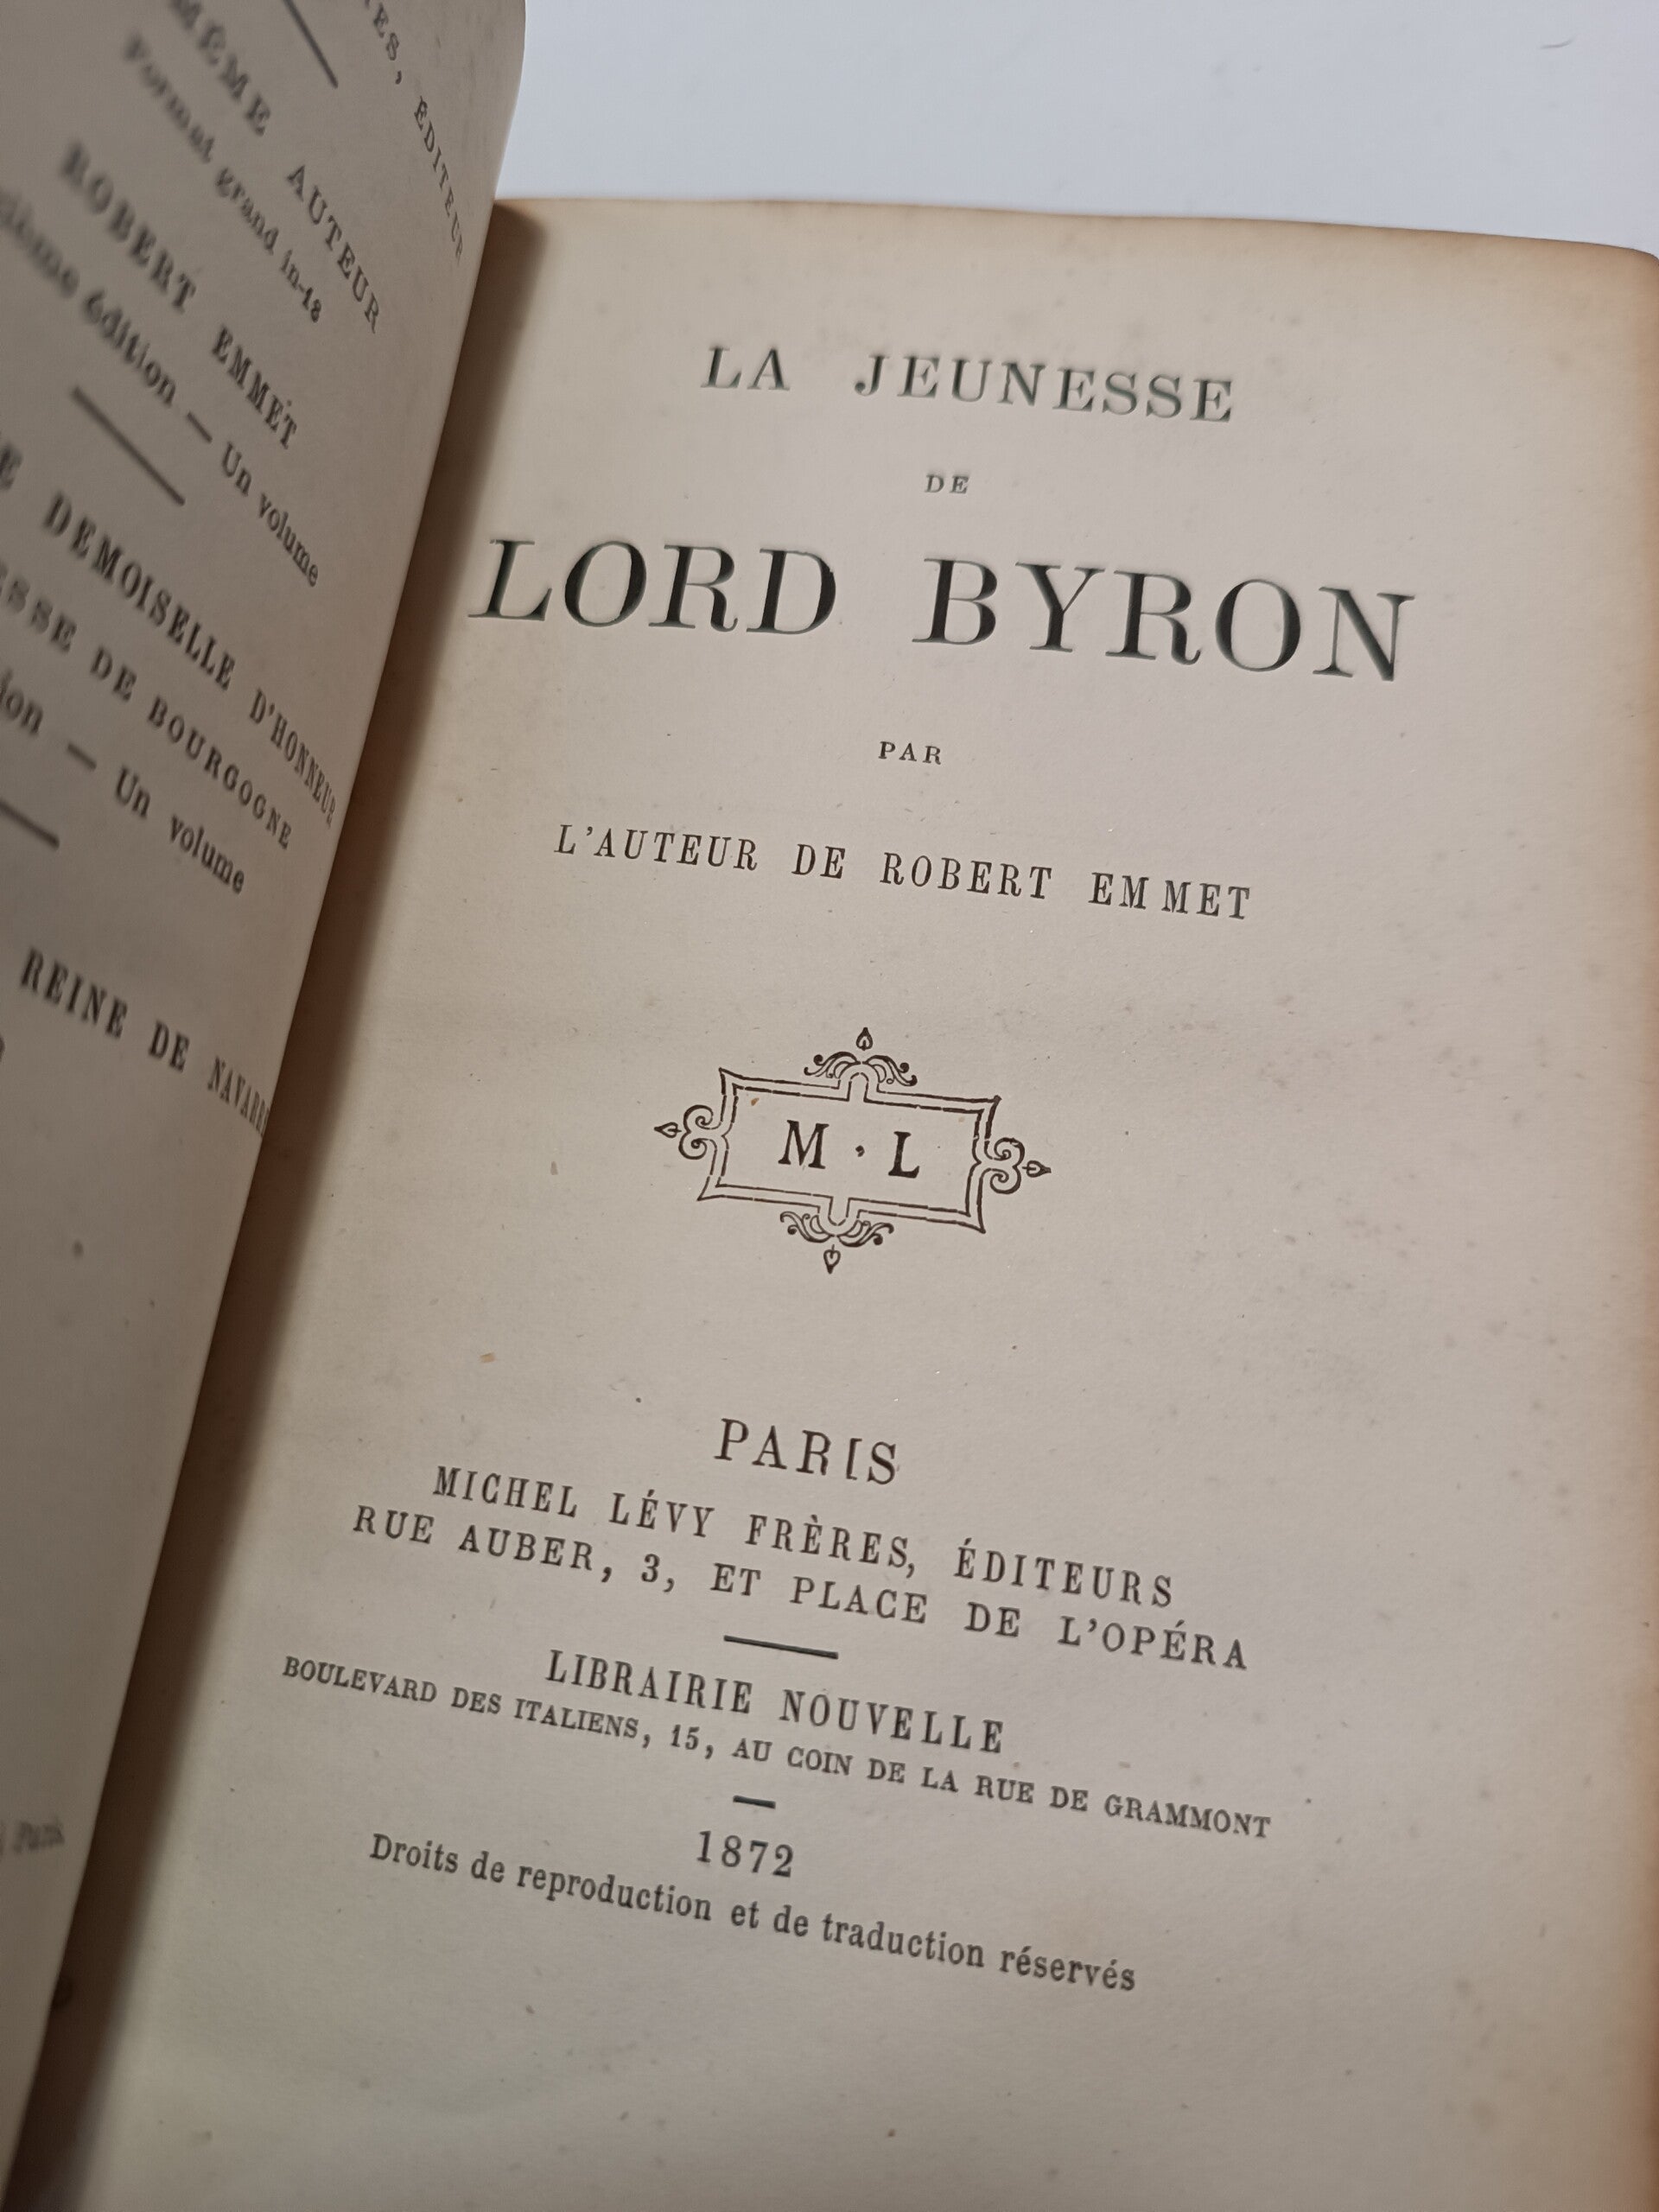 ÉDITEUR
MÊME AUTEUR
Format grand in-18
ROBERT EMMET
édition — Un volume
DEMOISELLE D'HONNEUR
DE BOURGOGNE
— Un volume
REINE DE NAVARRE
LA JEUNESSE
DE
LORD BYRON
PAR
L'AUTEUR DE ROBERT EMMET
M · L
PARIS
MICHEL LÉVY FRÈRES, ÉDITEURS
RUE AUBER, 3, ET PLACE DE L'OPÉRA
LIBRAIRIE NOUVELLE
BOULEVARD DES ITALIENS, 15, AU COIN DE LA RUE DE GRAMMONT
1872
Droits de reproduction et de traduction réservés